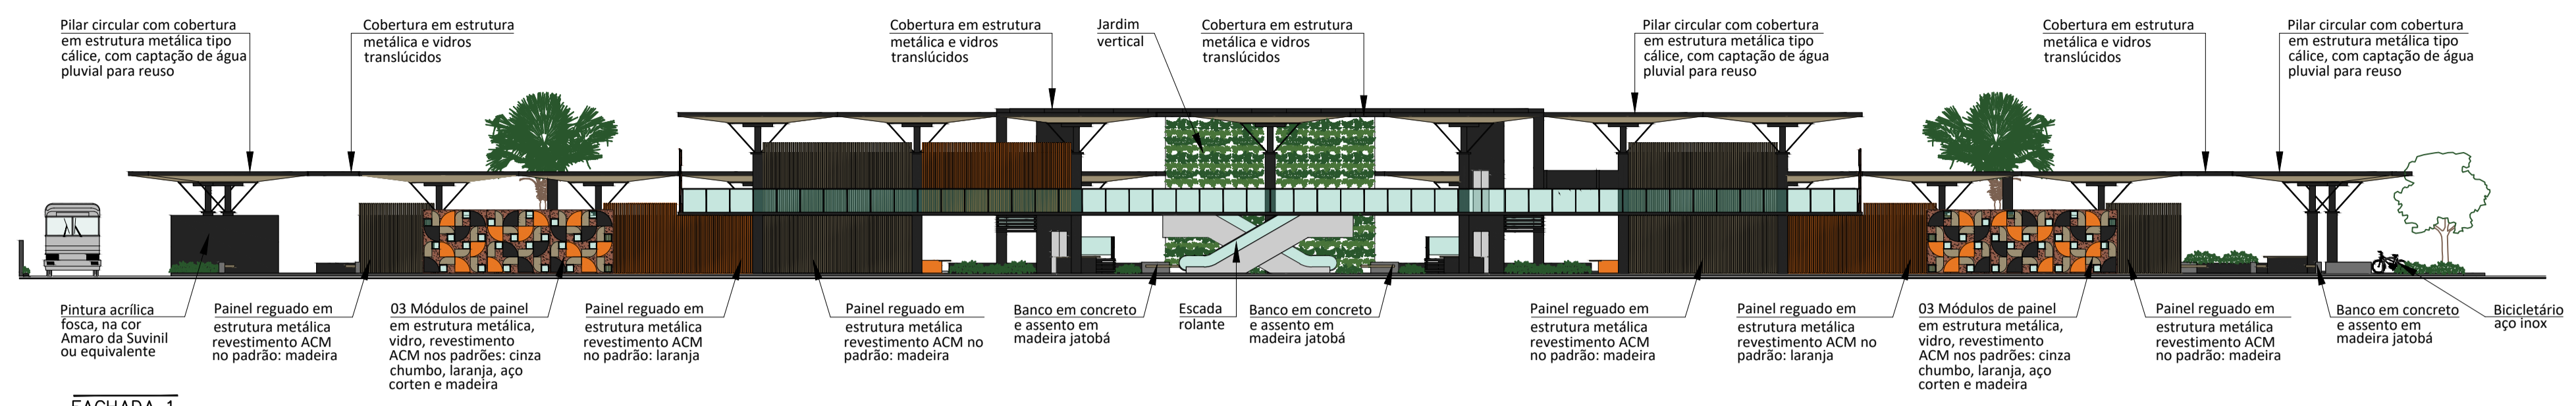 Pilar circular com cobertura
em estrutura metálica tipo
cálice, com captação de água
pluvial para reuso
Cobertura em estrutura
metálica e vidros
translúcidos
Cobertura em estrutura
metálica e vidros
translúcidos
Jardim
vertical
Cobertura em estrutura
metálica e vidros
translúcidos
Pilar circular com cobertura
em estrutura metálica tipo
cálice, com captação de água
pluvial para reuso
Cobertura em estrutura
metálica e vidros
translúcidos
Pilar circular com cobertura
em estrutura metálica tipo
cálice, com captação de água
pluvial para reuso
Pintura acrílica
fosca, na cor
Amaro da Suvinil
ou equivalente
Painel reguado em
estrutura metálica
revestimento ACM
no padrão: madeira
03 Módulos de painel
em estrutura metálica,
vidro, revestimento
ACM nos padrões: cinza
chumbo, laranja, aço
corten e madeira
Painel reguado em
estrutura metálica
revestimento ACM
no padrão: laranja
Painel reguado em
estrutura metálica
revestimento ACM no
padrão: madeira
Banco em concreto
e assento em
madeira jatobá
Escada
rolante
Banco em concreto
e assento em
madeira jatobá
Painel reguado em
estrutura metálica
revestimento ACM
no padrão: madeira
Painel reguado em
estrutura metálica
revestimento ACM no
padrão: laranja
03 Módulos de painel
em estrutura metálica,
vidro, revestimento
ACM nos padrões: cinza
chumbo, laranja, aço
corten e madeira
Painel reguado em
estrutura metálica
revestimento ACM
no padrão: madeira
Banco em concreto
e assento em
madeira jatobá
Bicicletário
aço inox
FACHADA 1